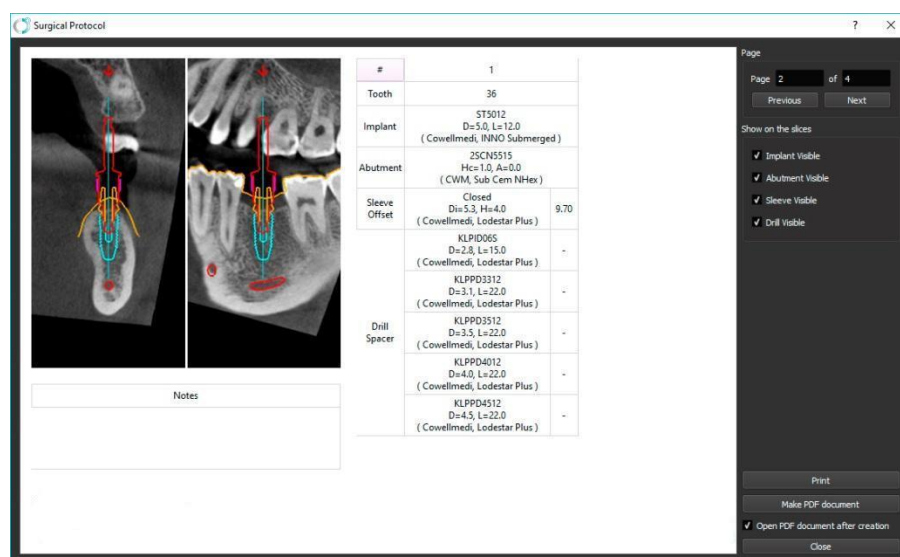 Surgical Protocol
?
# 1
Tooth 36
Implant
ST5012
D=5.0, L=12.0
( Cowellmedi, INNO Submerged )
Abutment
2SCN5515
Hc=1.0, A=0.0
( CWM, Sub Cem NHex )
Sleeve
Offset
Closed
Di=5.3, H=4.0
( Cowellmedi, Lodestar Plus )
9.70
Drill
Spacer
KLPID065
D=2.8, L=15.0
( Cowellmedi, Lodestar Plus )
-
KLPPD3312
D=3.1, L=22.0
( Cowellmedi, Lodestar Plus )
-
KLPPD3512
D=3.5, L=22.0
( Cowellmedi, Lodestar Plus )
-
KLPPD4012
D=4.0, L=22.0
( Cowellmedi, Lodestar Plus )
-
KLPPD4512
D=4.5, L=22.0
( Cowellmedi, Lodestar Plus )
-
Notes
Page
Page 2 of 4
Previous Next
Show on the slices
Implant Visible
Abutment Visible
Sleeve Visible
Drill Visible
Print
Make PDF document
Open PDF document after creation
Close